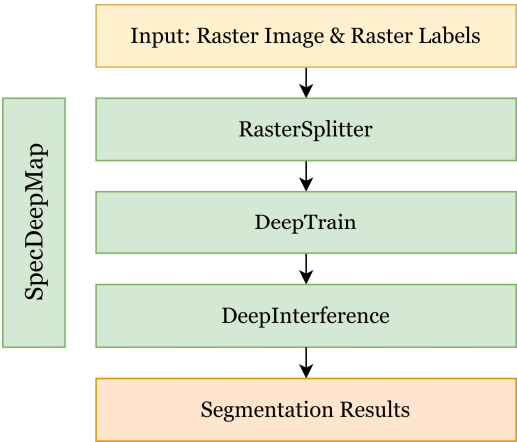 Input: Raster Image & Raster Labels
SpecDeepMap
RasterSplitter
DeepTrain
DeepInterference
Segmentation Results